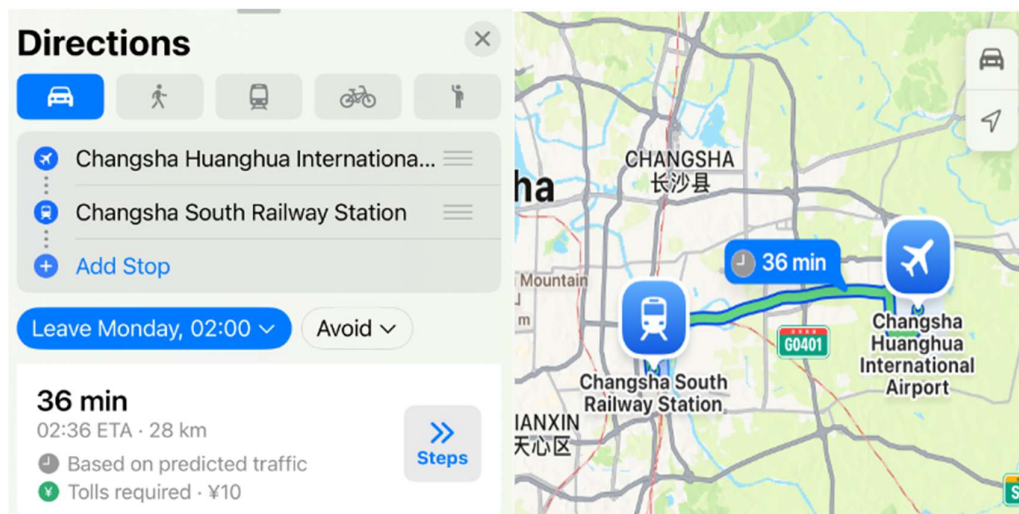 Directions
Changsha Huanghua Internationa...
Changsha South Railway Station
Add Stop
Leave Monday, 02:00
Avoid
36 min
02:36 ETA · 28 km
Based on predicted traffic
Tolls required · ¥10
Steps
CHANGSHA
长沙县
ha
Mountain
m
36 min
G0401
Changsha
Huanghua
International
Airport
Changsha South
Railway Station
IANXIN
天心区
S